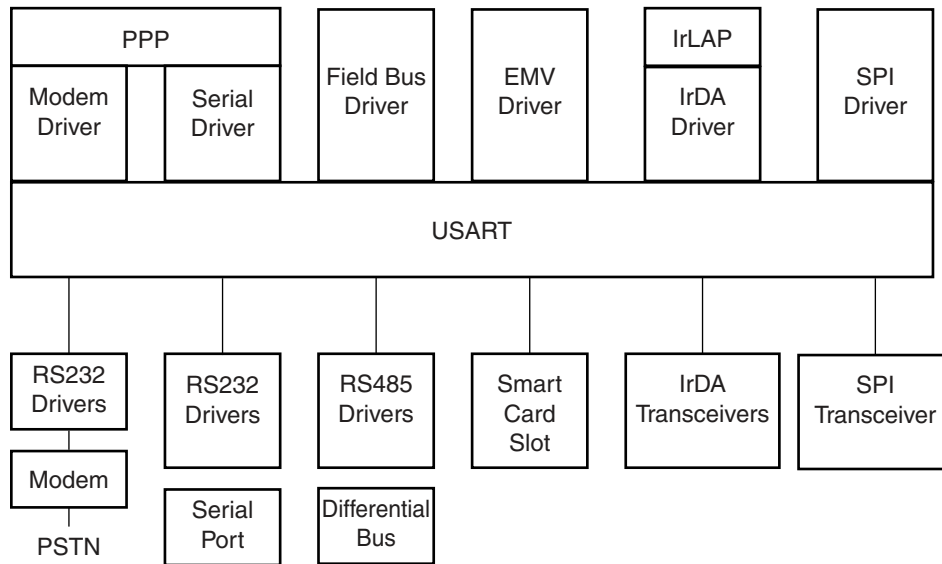 PPP
Modem
Driver
Serial
Driver
Field Bus
Driver
EMV
Driver
IrLAP
IrDA
Driver
SPI
Driver
USART
RS232
Drivers
Modem
PSTN
RS232
Drivers
Serial
Port
RS485
Drivers
Differential
Bus
Smart
Card
Slot
IrDA
Transceivers
SPI
Transceiver